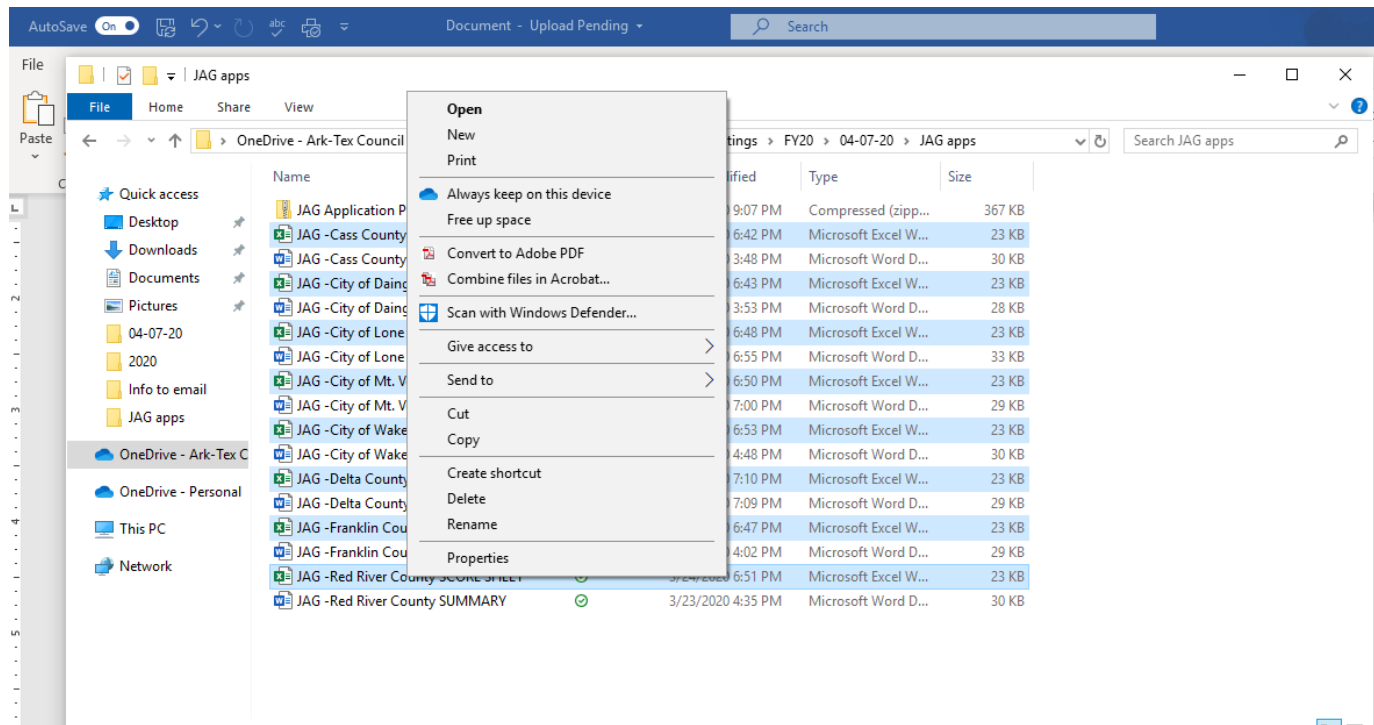 AutoSave On abc Document - Upload Pending Search
File JAG apps
File Home Share View
Paste OneDrive - Ark-Tex Council tings > FY20 > 04-07-20 > JAG apps Search JAG apps
Open
New
Print
Always keep on this device
Free up space
Convert to Adobe PDF
Combine files in Acrobat...
Scan with Windows Defender...
Give access to
Send to
Cut
Copy
Create shortcut
Delete
Rename
Properties
Quick access
Desktop
Downloads
Documents
Pictures
04-07-20
2020
Info to email
JAG apps
OneDrive - Ark-Tex C
OneDrive - Personal
This PC
Network
Name Type Size
JAG Application P 9:07 PM Compressed (zipp... 367 KB
JAG -Cass County 6:42 PM Microsoft Excel W... 23 KB
JAG -Cass County 3:48 PM Microsoft Word D... 30 KB
JAG -City of Daing 6:43 PM Microsoft Excel W... 23 KB
JAG -City of Daing 3:53 PM Microsoft Word D... 28 KB
JAG -City of Lone 6:48 PM Microsoft Excel W... 23 KB
JAG -City of Lone 6:55 PM Microsoft Word D... 33 KB
JAG -City of Mt. V 6:50 PM Microsoft Excel W... 23 KB
JAG -City of Mt. V 7:00 PM Microsoft Word D... 29 KB
JAG -City of Wake 6:53 PM Microsoft Excel W... 23 KB
JAG -City of Wake 4:48 PM Microsoft Word D... 30 KB
JAG -Delta County 7:10 PM Microsoft Excel W... 23 KB
JAG -Delta County 7:09 PM Microsoft Word D... 29 KB
JAG -Franklin Cou 6:47 PM Microsoft Excel W... 23 KB
JAG -Franklin Cou 4:02 PM Microsoft Word D... 29 KB
JAG -Red River County SCORE SHEET 3/24/2020 6:51 PM Microsoft Excel W... 23 KB
JAG -Red River County SUMMARY 3/23/2020 4:35 PM Microsoft Word D... 30 KB